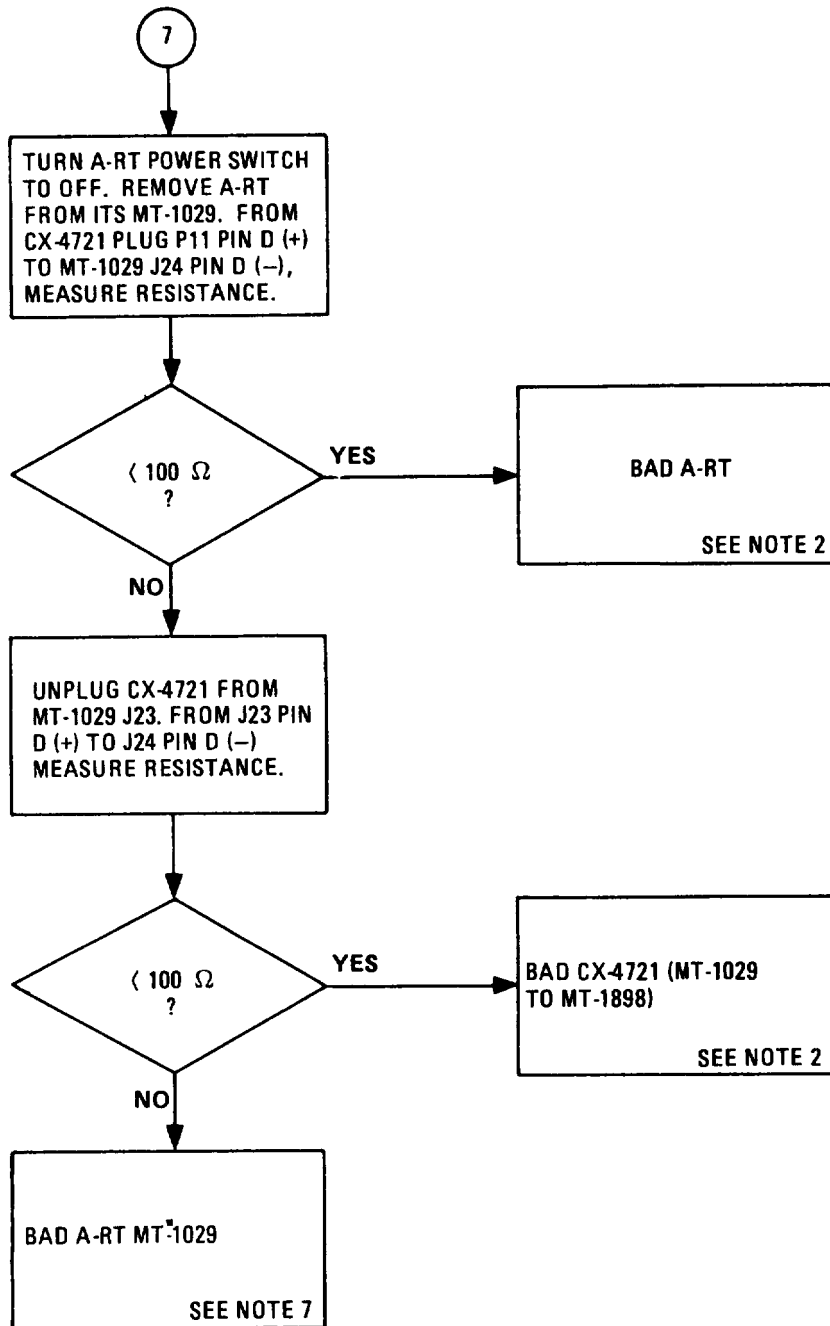 7
TURN A-RT POWER SWITCH
TO OFF. REMOVE A-RT
FROM ITS MT-1029. FROM
CX-4721 PLUG P11 PIN D (+)
TO MT-1029 J24 PIN D (—),
MEASURE RESISTANCE.
< 100 Ω
?
YES
BAD A-RT
SEE NOTE 2
NO
UNPLUG CX-4721 FROM
MT-1029 J23. FROM J23 PIN
D (+) TO J24 PIN D (—)
MEASURE RESISTANCE.
< 100 Ω
?
YES
BAD CX-4721 (MT-1029
TO MT-1898)
SEE NOTE 2
NO
BAD A-RT MT-1029
SEE NOTE 7